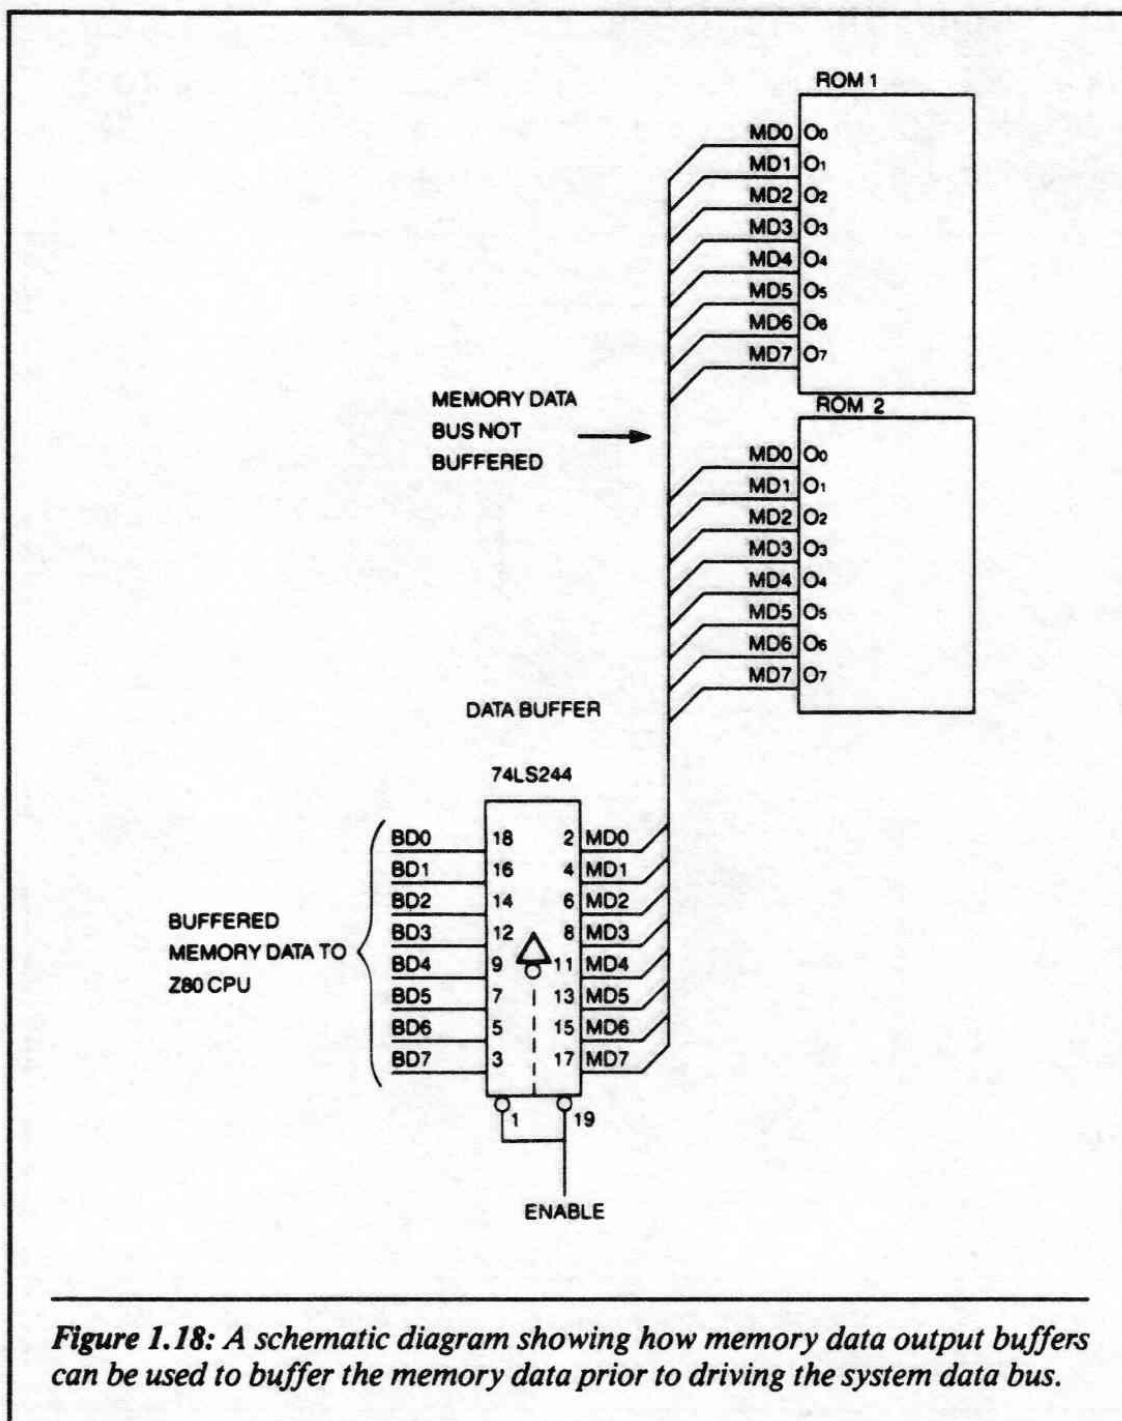 ROM 1
MD0 O0
MD1 O1
MD2 O2
MD3 O3
MD4 O4
MD5 O5
MD6 O6
MD7 O7
MEMORY DATA
BUS NOT
BUFFERED
ROM 2
MD0 O0
MD1 O1
MD2 O2
MD3 O3
MD4 O4
MD5 O5
MD6 O6
MD7 O7
DATA BUFFER
74LS244
BD0 18 2 MD0
BD1 16 4 MD1
BD2 14 6 MD2
BD3 12 8 MD3
BD4 9 11 MD4
BD5 7 13 MD5
BD6 5 15 MD6
BD7 3 17 MD7
BUFFERED
MEMORY DATA TO
Z80 CPU
1 19
ENABLE
Figure 1.18: A schematic diagram showing how memory data output buffers
can be used to buffer the memory data prior to driving the system data bus.